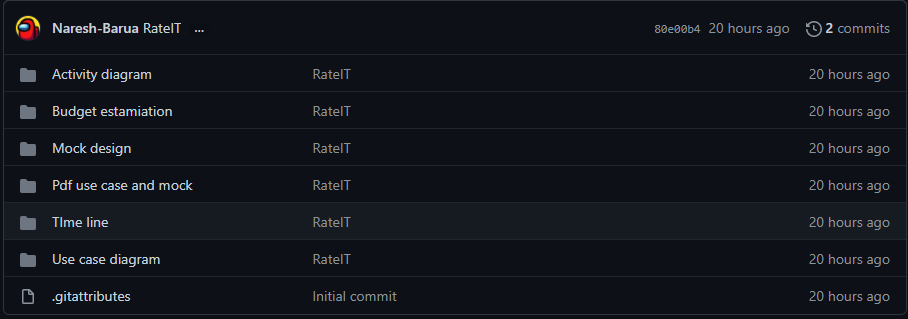 Naresh-Barua RateIT ... 80e00b4 20 hours ago 2 commits
Activity diagram RateIT 20 hours ago
Budget estamiation RateIT 20 hours ago
Mock design RateIT 20 hours ago
Pdf use case and mock RateIT 20 hours ago
TIme line RateIT 20 hours ago
Use case diagram RateIT 20 hours ago
.gitattributes Initial commit 20 hours ago